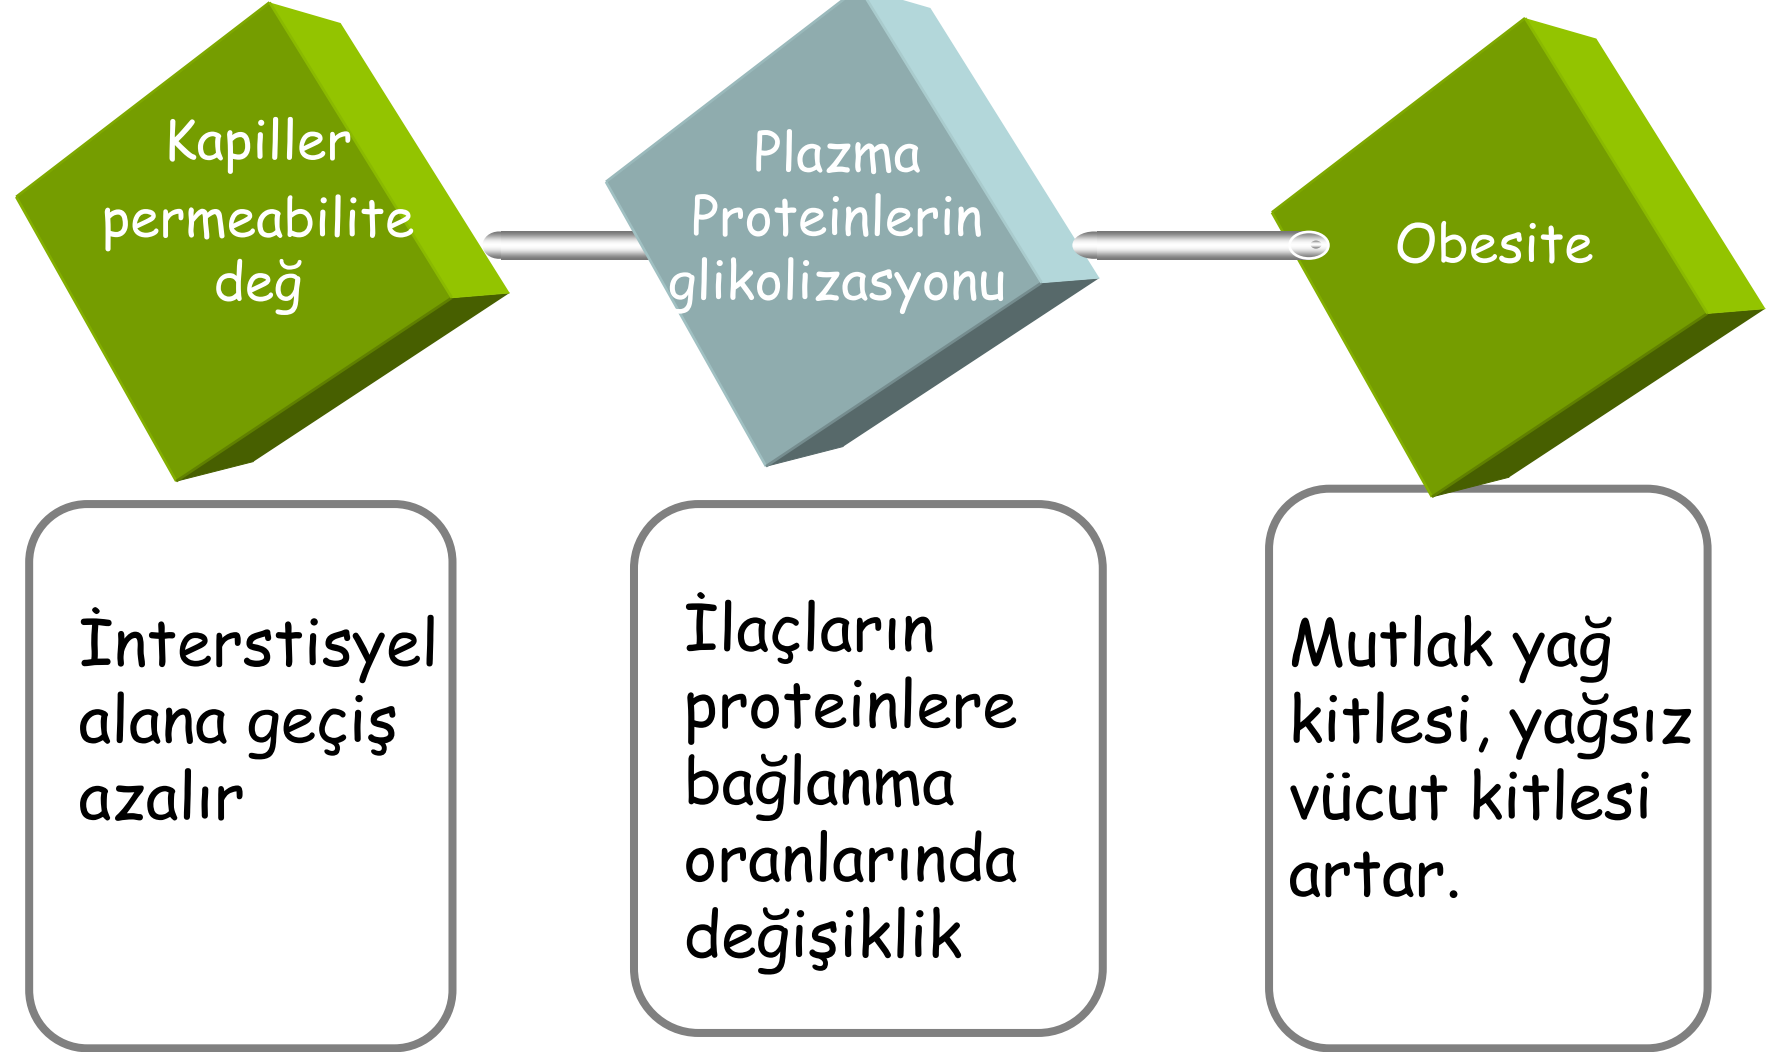 Kapiller
permeabilite
değ
Plazma
Proteinlerin
glikolizasyonu
Obesite
İnterstisyel
alana geçiş
azalır
İlaçların
proteinlere
bağlanma
oranlarında
değişiklik
Mutlak yağ
kitlesi, yağsız
vücut kitlesi
artar.